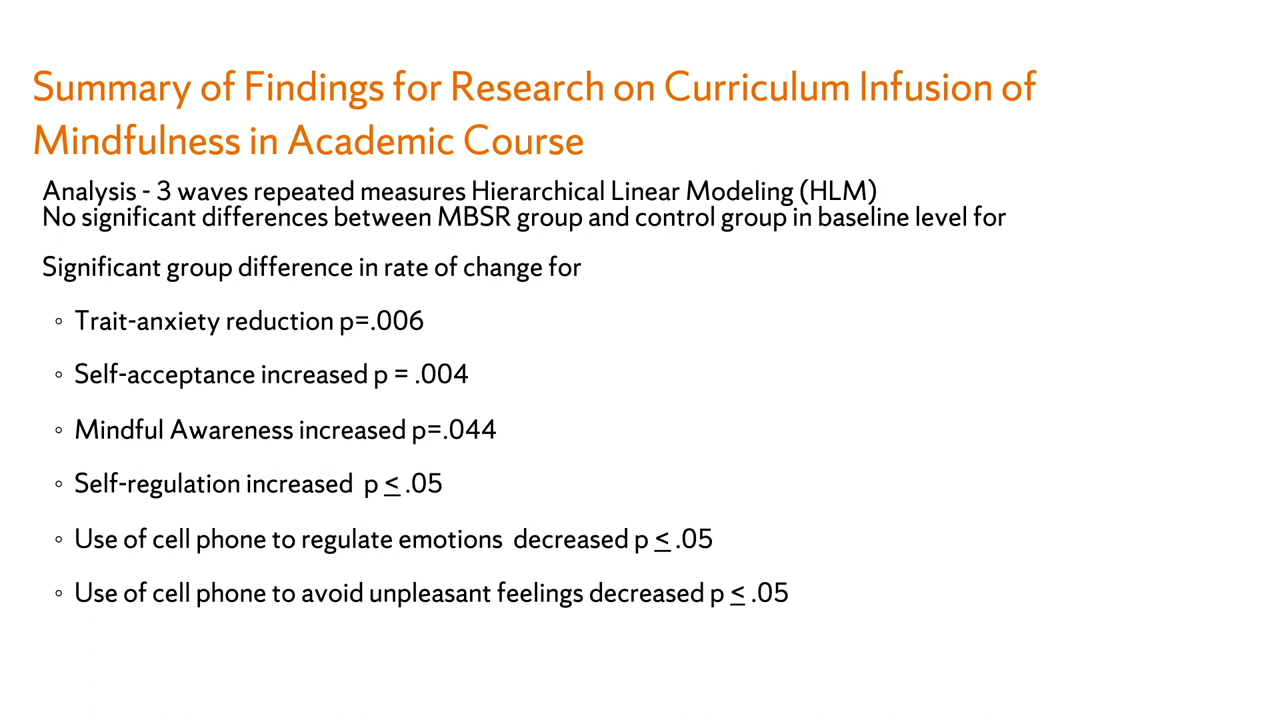 Summary of Findings for Research on Curriculum Infusion of
Mindfulness in Academic Course
Analysis - 3 waves repeated measures Hierarchical Linear Modeling (HLM)
No significant differences between MBSR group and control group in baseline level for
Significant group difference in rate of change for
◦ Trait-anxiety reduction p=.006
◦ Self-acceptance increased p = .004
◦ Mindful Awareness increased p=.044
◦ Self-regulation increased  p ≤ .05
◦ Use of cell phone to regulate emotions  decreased p ≤ .05
◦ Use of cell phone to avoid unpleasant feelings decreased p ≤ .05